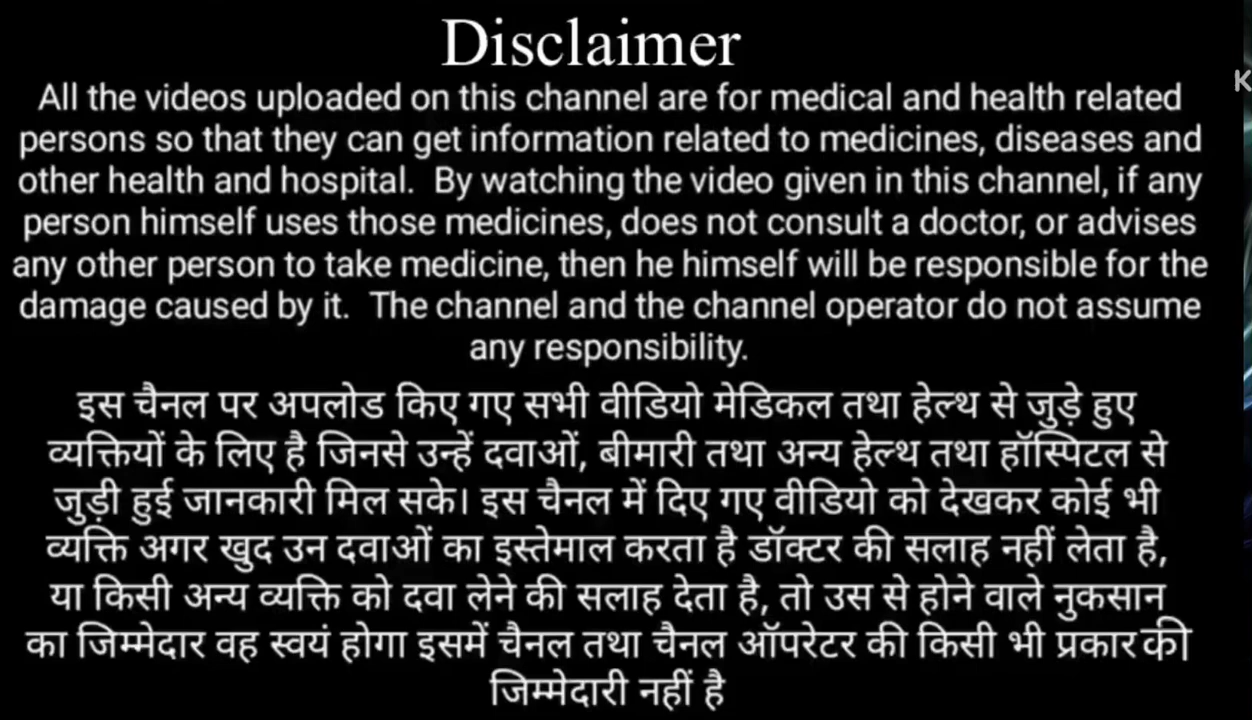 Disclaimer
All the videos uploaded on this channel are for medical and health related
persons so that they can get information related to medicines, diseases and
other health and hospital.  By watching the video given in this channel, if any
person himself uses those medicines, does not consult a doctor, or advises
any other person to take medicine, then he himself will be responsible for the
damage caused by it.  The channel and the channel operator do not assume
any responsibility.
इस चैनल पर अपलोड किए गए सभी वीडियो मेडिकल तथा हेल्थ से जुड़े हुए
व्यक्तियों के लिए है जिनसे उन्हें दवाओं, बीमारी तथा अन्य हेल्थ तथा हॉस्पिटल से
जुड़ी हुई जानकारी मिल सके। इस चैनल में दिए गए वीडियो को देखकर कोई भी
व्यक्ति अगर खुद उन दवाओं का इस्तेमाल करता है डॉक्टर की सलाह नहीं लेता है,
या किसी अन्य व्यक्ति को दवा लेने की सलाह देता है, तो उस से होने वाले नुकसान
का जिम्मेदार वह स्वयं होगा इसमें चैनल तथा चैनल ऑपरेटर की किसी भी प्रकार की
जिम्मेदारी नहीं है